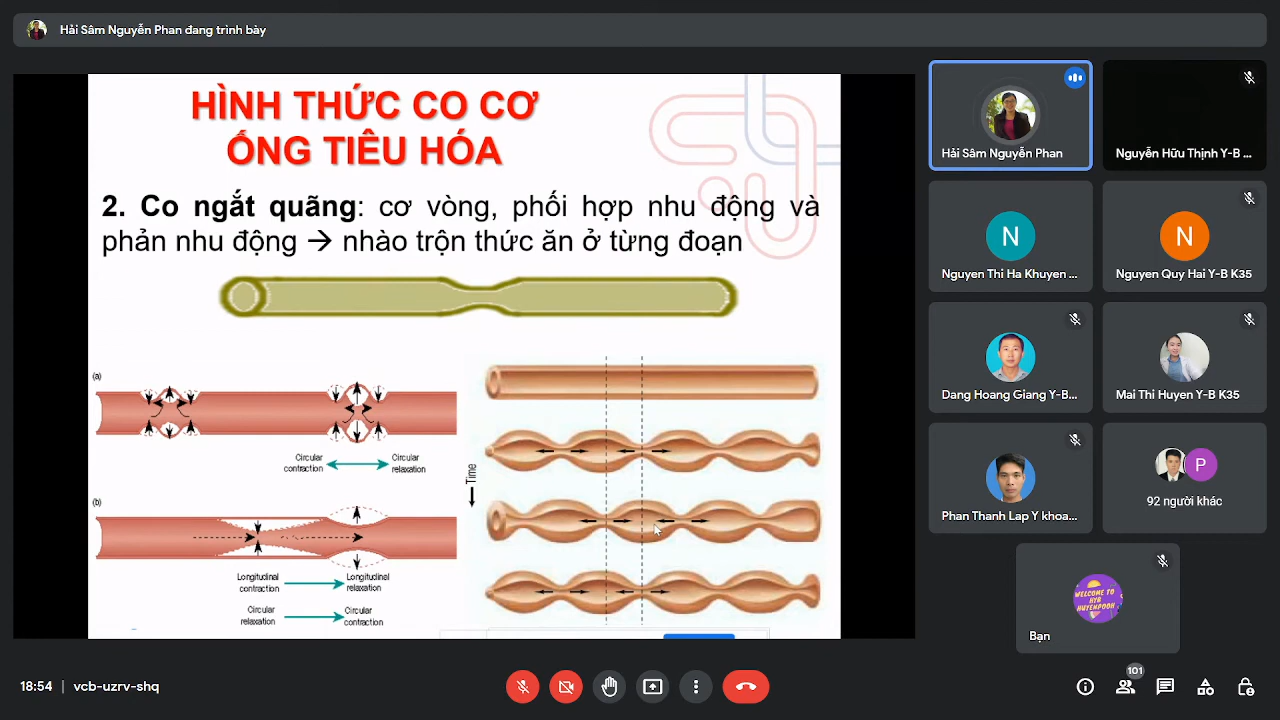 Hải Sâm Nguyễn Phan đang trình bày
HÌNH THỨC CO CƠ
ỐNG TIÊU HÓA
2. Co ngắt quãng: cơ vòng, phối hợp nhu động và
phản nhu động → nhào trộn thức ăn ở từng đoạn
(a)
Circular
contraction
Circular
relaxation
(b)
Longitudinal
contraction
Longitudinal
relaxation
Circular
relaxation
Circular
contraction
Time
Hải Sâm Nguyễn Phan
Nguyễn Hữu Thịnh Y-B ...
N
Nguyen Thi Ha Khuyen ...
N
Nguyen Quy Hai Y-B K35
Dang Hoang Giang Y-B...
Mai Thi Huyen Y-B K35
Phan Thanh Lap Y khoa...
P
92 người khác
WELCOME TO
HYB
HUYENPOOH
Bạn
18:54 | vcb-uzrv-shq
101